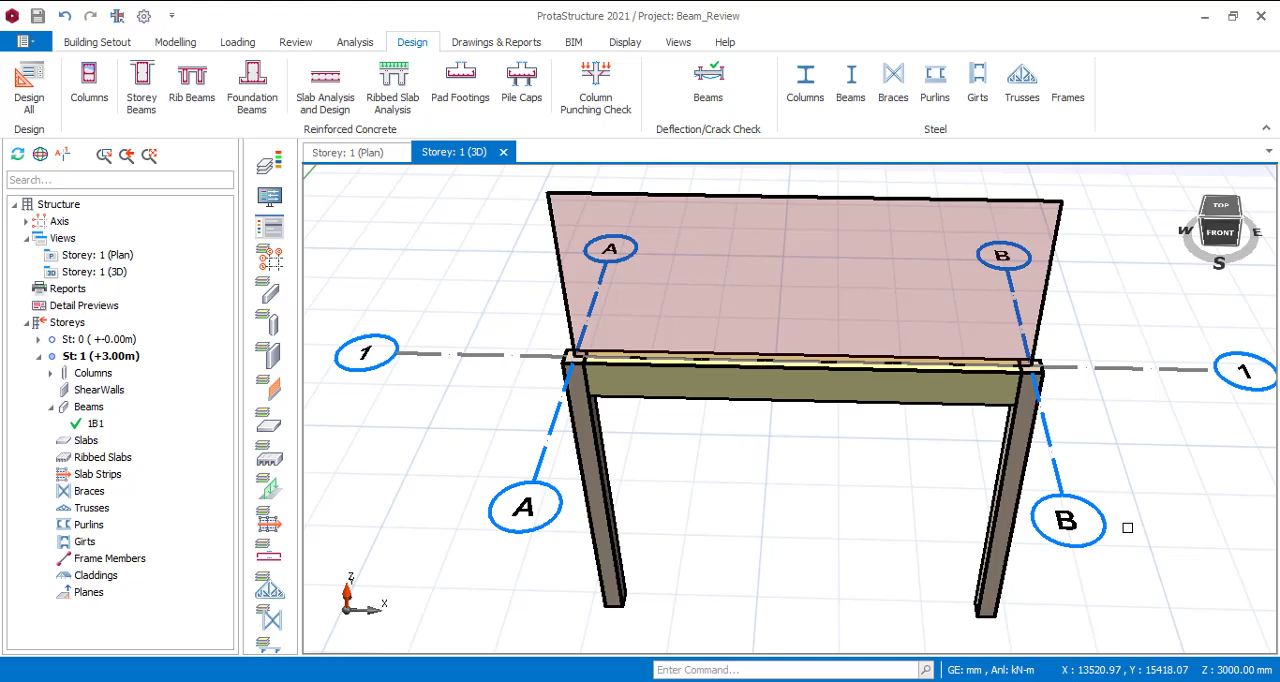 ProtaStructure 2021 / Project: Beam_Review
Building Setout
Modelling
Loading
Review
Analysis
Design
Drawings & Reports
BIM
Display
Views
Help
Design All
Columns
Storey Beams
Rib Beams
Foundation Beams
Slab Analysis and Design
Ribbed Slab Analysis
Pad Footings
Pile Caps
Column Punching Check
Beams
Columns
Beams
Braces
Purlins
Girts
Trusses
Frames
Design
Reinforced Concrete
Deflection/Crack Check
Steel
Storey: 1 (Plan)
Storey: 1 (3D)
Search...
Structure
Axis
Views
Storey: 1 (Plan)
Storey: 1 (3D)
Reports
Detail Previews
Storeys
St: 0 ( +-0.00m)
St: 1 (+3.00m)
Columns
ShearWalls
Beams
1B1
Slabs
Ribbed Slabs
Slab Strips
Braces
Trusses
Purlins
Girts
Frame Members
Claddings
Planes
A
B
1
1
A
B
TOP
W
FRONT
E
S
Z
X
Enter Command...
GE: mm , Anl: kN-m
X : 13520.97 , Y : 15418.07
Z : 3000.00 mm